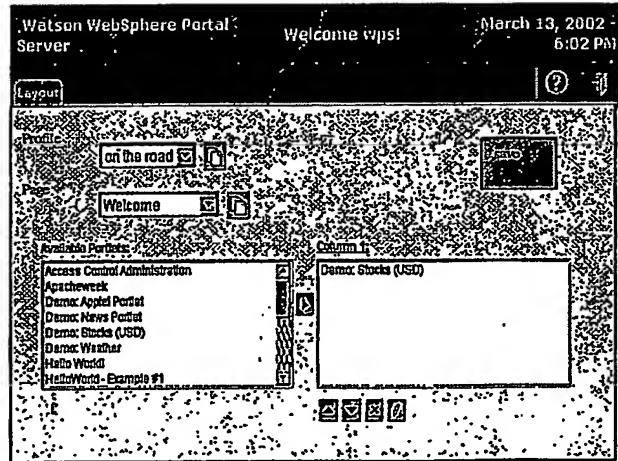 Watson WebSphere Portal
Server
Welcome wps!
March 13, 2002
6:02 PM
Layout
?
Profile
on the road
Page
Welcome
Available Portlets:
Access Control Administration
Apacheweek
Demo: Applet Portlet
Demo: News Portlet
Demo: Stocks (USD)
Demo: Weather
Hello World!
HelloWorld - Example #1
Column 1:
Demo: Stocks (USD)